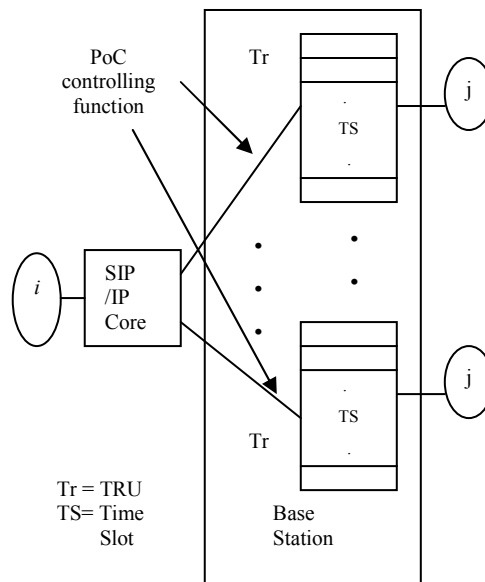 PoC
controlling
function
Tr
TS
j
i
SIP
/IP
Core
j
TS
Tr
Tr = TRU
TS= Time
Slot
Base
Station